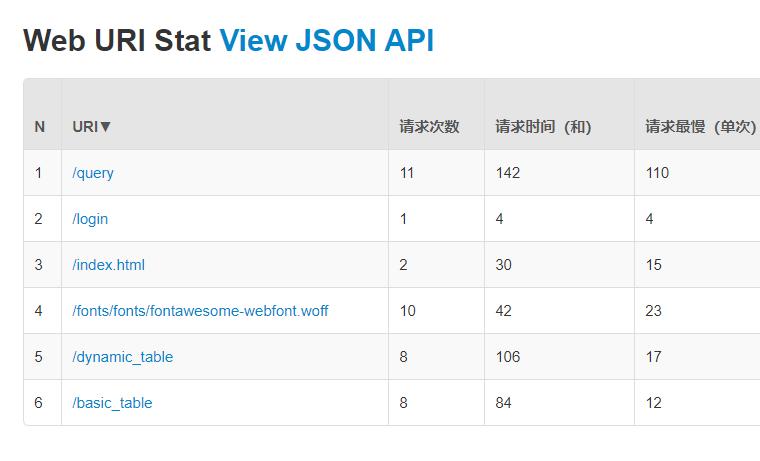 Web URI Stat View JSON API
N URI▼ 请求次数 请求时间（和） 请求最慢（单次）
1 /query 11 142 110
2 /login 1 4 4
3 /index.html 2 30 15
4 /fonts/fonts/fontawesome-webfont.woff 10 42 23
5 /dynamic_table 8 106 17
6 /basic_table 8 84 12